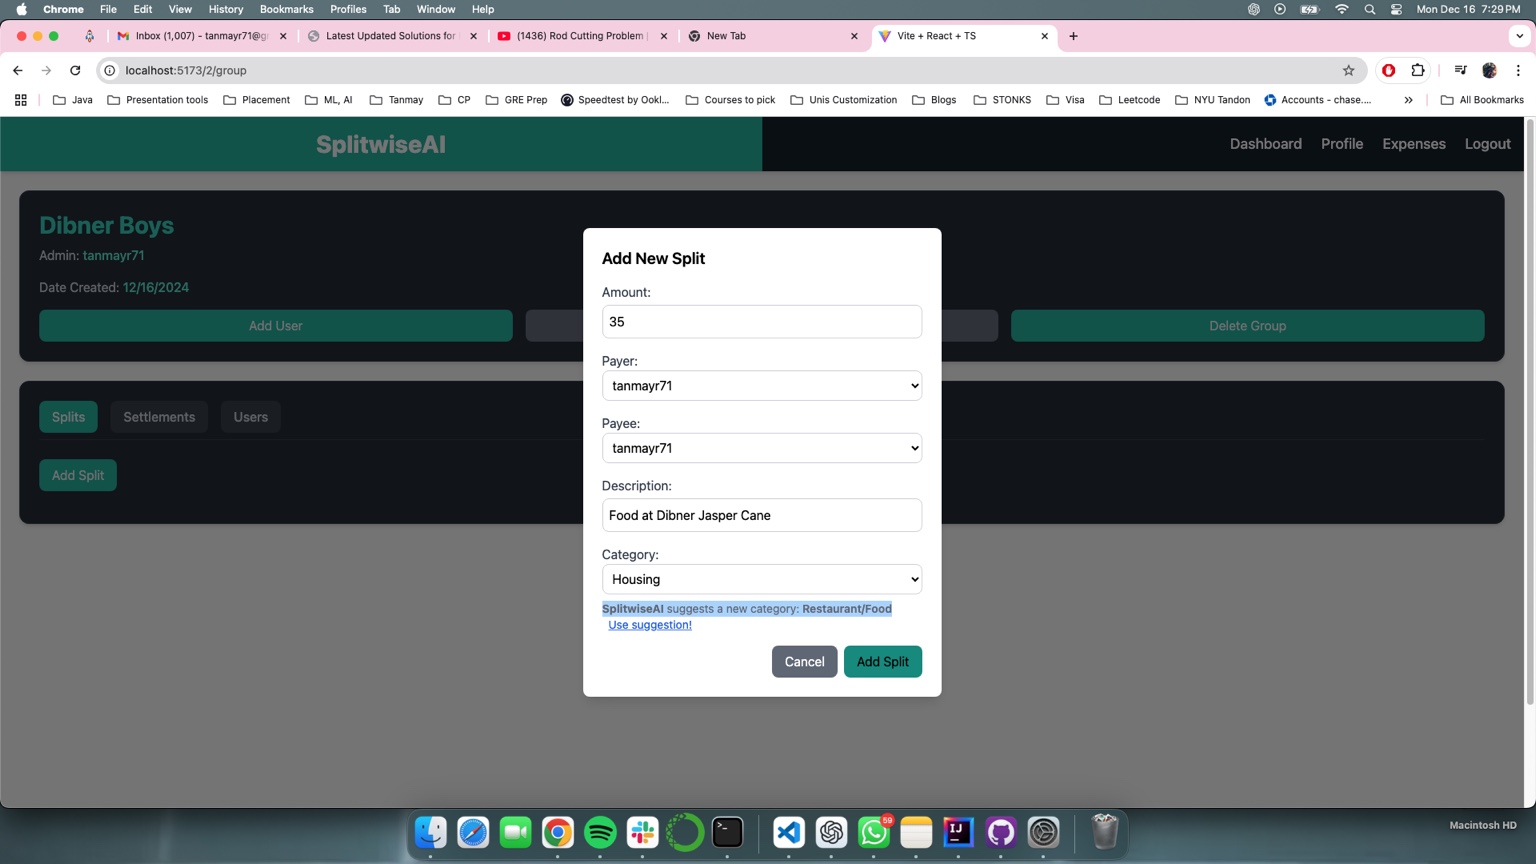 Chrome File Edit View History Bookmarks Profiles Tab Window Help Mon Dec 16 7:29 PM
Inbox (1,007) - tanmayr71@g Latest Updated Solutions for (1436) Rod Cutting Problem New Tab Vite + React + TS
localhost:5173/2/group
Java Presentation tools Placement ML, AI Tanmay CP GRE Prep Speedtest by Ookl... Courses to pick Unis Customization Blogs STONKS Visa Leetcode NYU Tandon Accounts - chase.... » All Bookmarks
SplitwiseAI Dashboard Profile Expenses Logout
Dibner Boys
Admin: tanmayr71
Date Created: 12/16/2024
Add User Delete Group
Splits Settlements Users
Add Split
Add New Split
Amount:
35
Payer:
tanmayr71
Payee:
tanmayr71
Description:
Food at Dibner Jasper Cane
Category:
Housing
SplitwiseAI suggests a new category: Restaurant/Food
Use suggestion!
Cancel Add Split
59
IJ
Macintosh HD